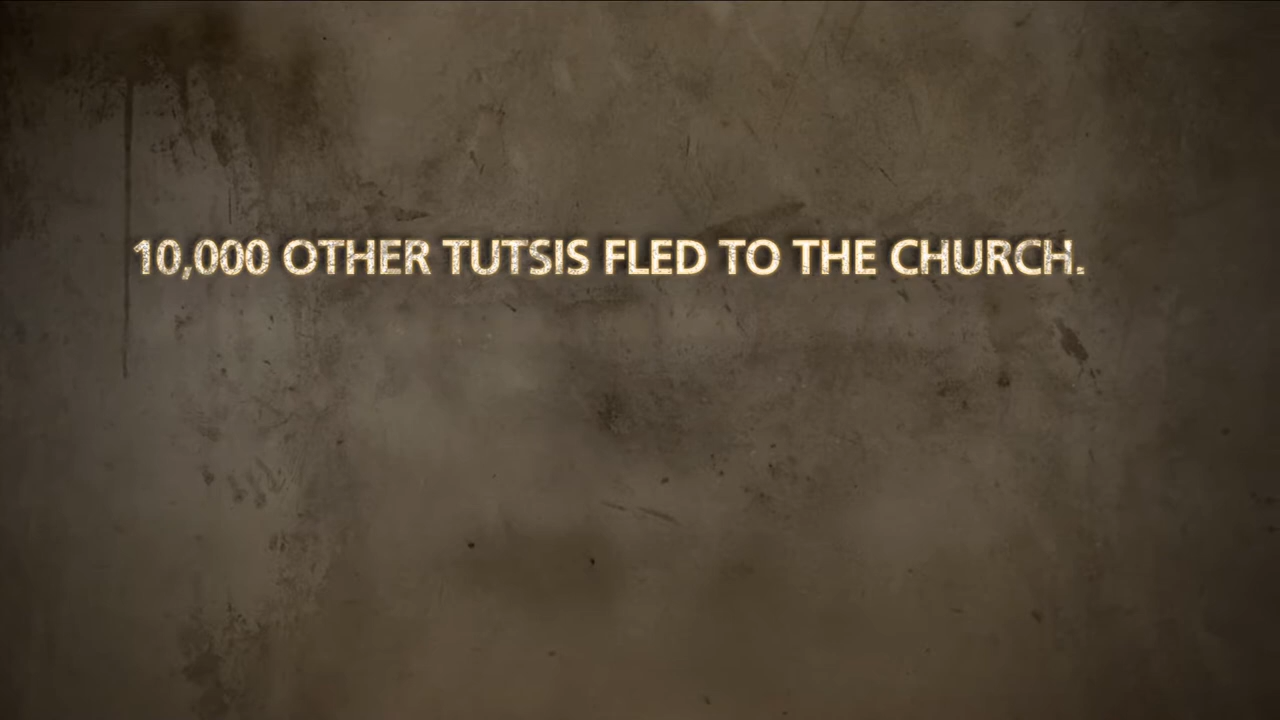 10,000 OTHER TUTSIS FLED TO THE CHURCH.